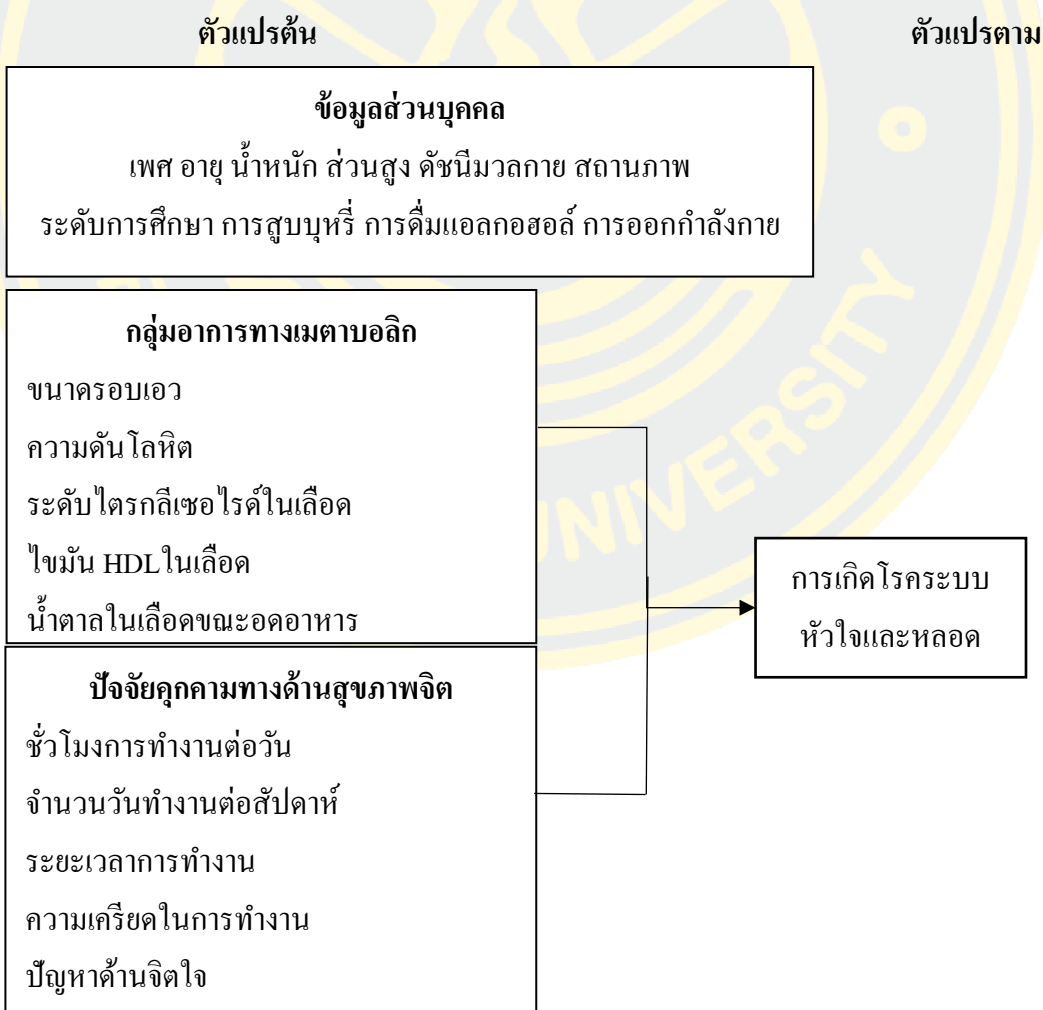 ตัวแปรต้น ตัวแปรตาม
ข้อมูลส่วนบุคคล
เพศ อายุ น้ำหนัก ส่วนสูง ดัชนีมวลกาย สถานภาพ
ระดับการศึกษา การสูบบุหรี่ การดื่มแอลกอฮอล์ การออกกำลังกาย
กลุ่มอาการทางเมตาบอลิก
ขนาดรอบเอว
ความดันโลหิต
ระดับไตรกลีเซอไรด์ในเลือด
ไขมัน HDLในเลือด
น้ำตาลในเลือดขณะอดอาหาร
การเกิดโรคระบบ
หัวใจและหลอด
ปัจจัยคุกคามทางด้านสุขภาพจิต
ชั่วโมงการทำงานต่อวัน
จำนวนวันทำงานต่อสัปดาห์
ระยะเวลาการทำงาน
ความเครียดในการทำงาน
ปัญหาด้านจิตใจ
UNIVERSITY